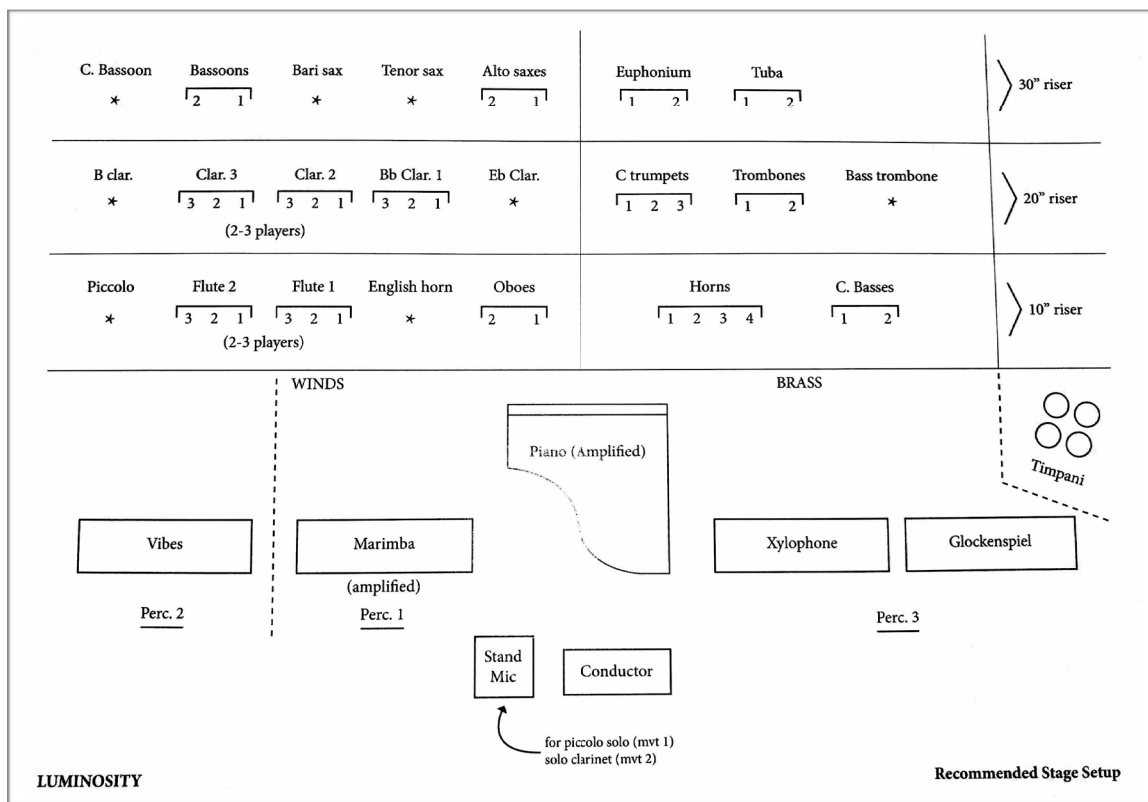 C. Bassoon Bassoons Bari sax Tenor sax Alto saxes Euphonium Tuba
* 2 1 * * 2 1 1 2 1 2 30” riser
B clar. Clar. 3 Clar. 2 Bb Clar. 1 Eb Clar. C trumpets Trombones Bass trombone
* 3 2 1 3 2 1 3 2 1 * 1 2 3 1 2 * 20” riser
(2-3 players)
Piccolo Flute 2 Flute 1 English horn Oboes Horns C. Basses
* 3 2 1 3 2 1 * 2 1 1 2 3 4 1 2 10” riser
(2-3 players)
WINDS BRASS
Piano (Amplified)
Timpani
Vibes Marimba Xylophone Glockenspiel
(amplified)
Perc. 2 Perc. 1 Perc. 3
Stand
Mic
Conductor
for piccolo solo (mvt 1)
solo clarinet (mvt 2)
LUMINOSITY
Recommended Stage Setup